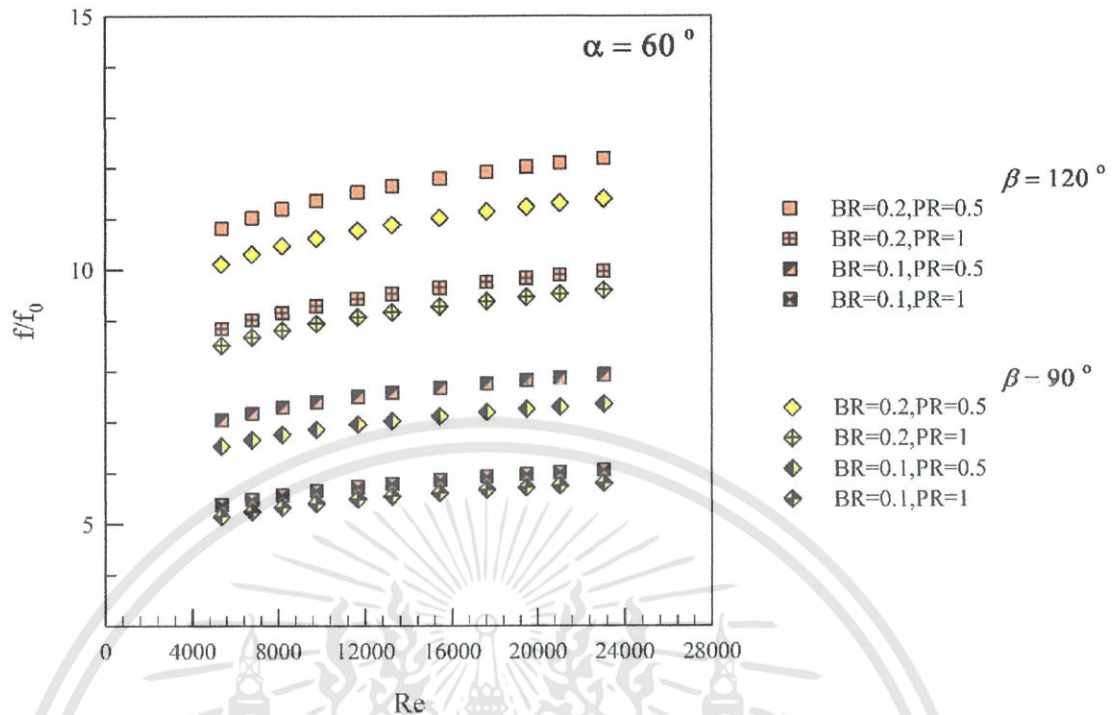 15
α = 60 °
10
5
f/f0
0
4000
8000
12000
16000
20000
24000
28000
Re
β = 120 °
BR=0.2,PR=0.5
BR=0.2,PR=1
BR=0.1,PR=0.5
BR=0.1,PR=1
β = 90 °
BR=0.2,PR=0.5
BR=0.2,PR=1
BR=0.1,PR=0.5
BR=0.1,PR=1